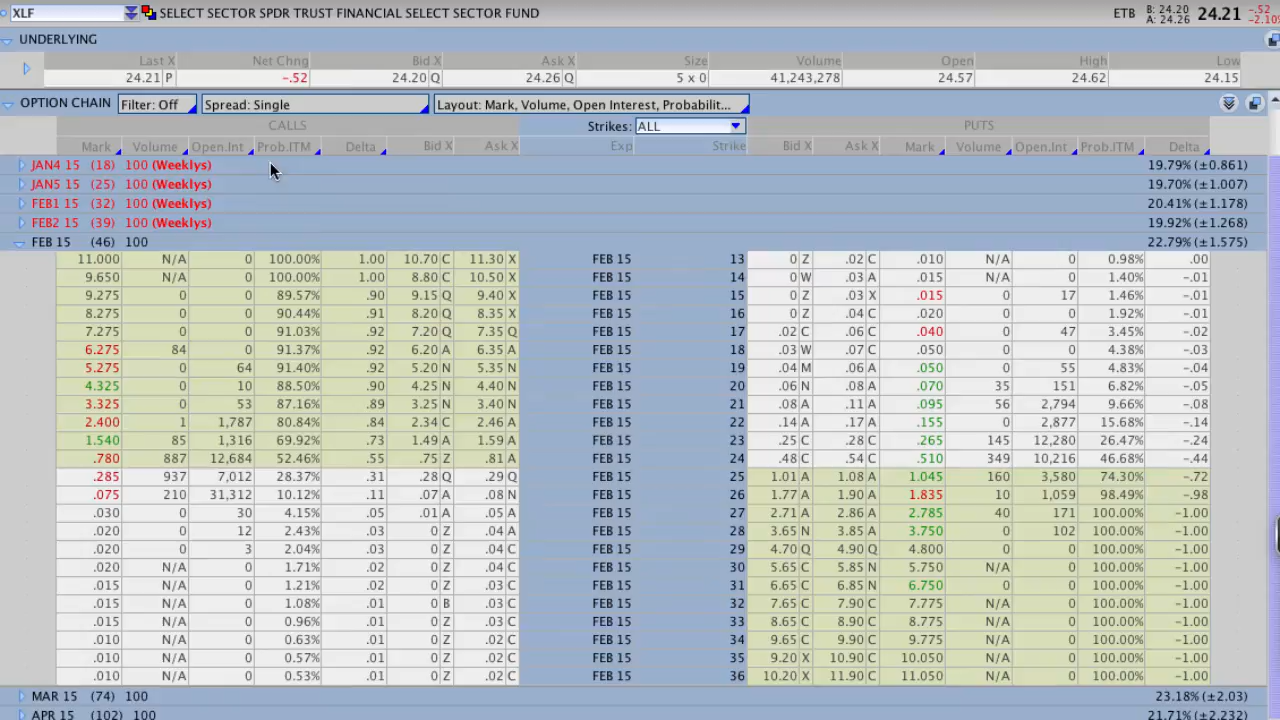 XLF SELECT SECTOR SPDR TRUST FINANCIAL SELECT SECTOR FUND ETB B: 24.20 A: 24.26 24.21 -.52 -2.10%
UNDERLYING
Last X Net Chng Bid X Ask X Size Volume Open High Low
24.21 P -.52 24.20 Q 24.26 Q 5 x 0 41,243,278 24.57 24.62 24.15
OPTION CHAIN Filter: Off Spread: Single Layout: Mark, Volume, Open Interest, Probabilit...
CALLS Strikes: ALL PUTS
Mark Volume Open.Int Prob.ITM Delta Bid X Ask X Exp Strike Bid X Ask X Mark Volume Open.Int Prob.ITM Delta
JAN4 15 (18) 100 (Weeklys) 19.79% (±0.861)
JAN5 15 (25) 100 (Weeklys) 19.70% (±1.007)
FEB1 15 (32) 100 (Weeklys) 20.41% (±1.178)
FEB2 15 (39) 100 (Weeklys) 19.92% (±1.268)
FEB 15 (46) 100 22.79% (±1.575)
11.000 N/A 0 100.00% 1.00 10.70 C 11.30 X FEB 15 13 0 Z .02 C .010 N/A 0 0.98% .00
9.650 N/A 0 100.00% 1.00 8.80 C 10.50 X FEB 15 14 0 W .03 A .015 N/A 0 1.40% -.01
9.275 0 0 89.57% .90 9.15 Q 9.40 X FEB 15 15 0 Z .03 X .015 0 17 1.46% -.01
8.275 0 0 90.44% .91 8.20 Q 8.35 X FEB 15 16 0 Z .04 C .020 0 0 1.92% -.01
7.275 0 0 91.03% .92 7.20 Q 7.35 Q FEB 15 17 .02 C .06 C .040 0 47 3.45% -.02
6.275 84 0 91.37% .92 6.20 A 6.35 A FEB 15 18 .03 W .07 C .050 0 0 4.38% -.03
5.275 0 64 91.40% .92 5.20 N 5.35 N FEB 15 19 .04 M .06 A .050 0 55 4.83% -.04
4.325 0 10 88.50% .90 4.25 N 4.40 N FEB 15 20 .06 N .08 A .070 35 151 6.82% -.05
3.325 0 53 87.16% .89 3.25 N 3.40 N FEB 15 21 .08 A .11 A .095 56 2,794 9.66% -.08
2.400 1 1,787 80.84% .84 2.34 C 2.46 A FEB 15 22 .14 A .17 A .155 0 2,877 15.68% -.14
1.540 85 1,316 69.92% .73 1.49 A 1.59 A FEB 15 23 .25 C .28 C .265 145 12,280 26.47% -.24
.780 887 12,684 52.46% .55 .75 Z .81 A FEB 15 24 .48 C .54 C .510 349 10,216 46.68% -.44
.285 937 7,012 28.37% .31 .28 Q .29 Q FEB 15 25 1.01 A 1.08 A 1.045 160 3,580 74.30% -.72
.075 210 31,312 10.12% .11 .07 A .08 N FEB 15 26 1.77 A 1.90 A 1.835 10 1,059 98.49% -.98
.030 0 30 4.15% .05 .01 A .05 A FEB 15 27 2.71 A 2.86 A 2.785 40 171 100.00% -1.00
.020 0 12 2.43% .03 0 Z .04 A FEB 15 28 3.65 N 3.85 A 3.750 0 102 100.00% -1.00
.020 0 3 2.04% .03 0 Z .04 C FEB 15 29 4.70 Q 4.90 Q 4.800 0 0 100.00% -1.00
.020 N/A 0 1.71% .02 0 Z .04 C FEB 15 30 5.65 C 5.85 N 5.750 N/A 0 100.00% -1.00
.015 N/A 0 1.21% .02 0 Z .03 C FEB 15 31 6.65 C 6.85 N 6.750 0 0 100.00% -1.00
.015 N/A 0 1.08% .01 0 B .03 C FEB 15 32 7.65 C 7.90 C 7.775 N/A 0 100.00% -1.00
.015 N/A 0 0.96% .01 0 Z .03 C FEB 15 33 8.65 C 8.90 C 8.775 N/A 0 100.00% -1.00
.010 N/A 0 0.63% .01 0 Z .02 C FEB 15 34 9.65 C 9.90 C 9.775 N/A 0 100.00% -1.00
.010 N/A 0 0.57% .01 0 Z .02 C FEB 15 35 9.20 X 10.90 C 10.050 N/A 0 100.00% -1.00
.010 N/A 0 0.53% .01 0 Z .02 C FEB 15 36 10.20 X 11.90 C 11.050 N/A 0 100.00% -1.00
MAR 15 (74) 100 23.18% (±2.03)
APR 15 (102) 100 21.71% (±2.232)